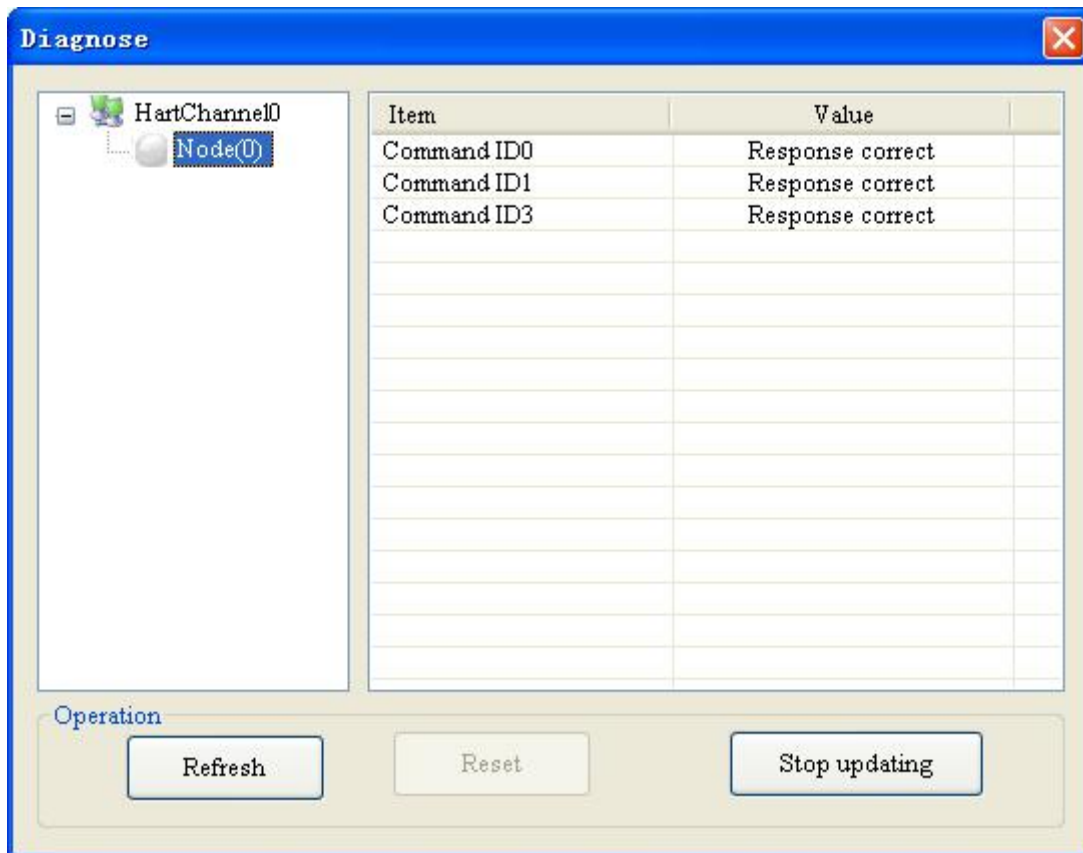 Diagnose
HartChannel0
Node(0)
Item Value
Command ID0 Response correct
Command ID1 Response correct
Command ID3 Response correct
Operation
Refresh Reset Stop updating